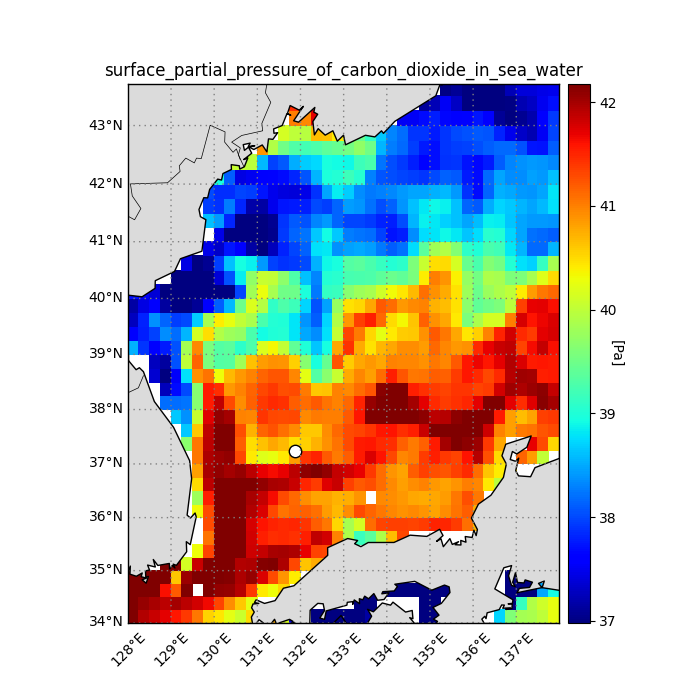 surface_partial_pressure_of_carbon_dioxide_in_sea_water
43°N
42°N
41°N
40°N
39°N
38°N
37°N
36°N
35°N
34°N
128°E
129°E
130°E
131°E
132°E
133°E
134°E
135°E
136°E
137°E
42
41
40
39
38
37
[Pa]